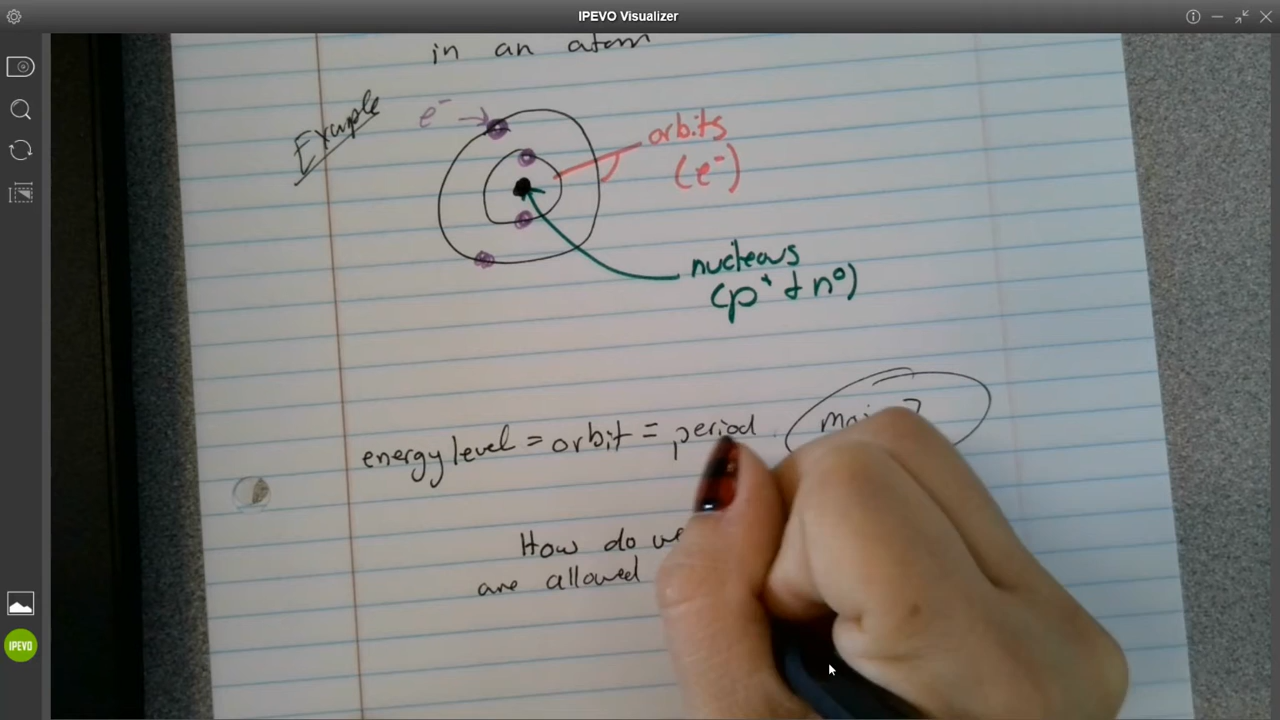 IPEVO Visualizer
in an atom
Example
e⁻ →
orbits
(e⁻)
nucleus
(p⁺ + n⁰)
energy level = orbit = period
How do we
are allowed
IPEVO